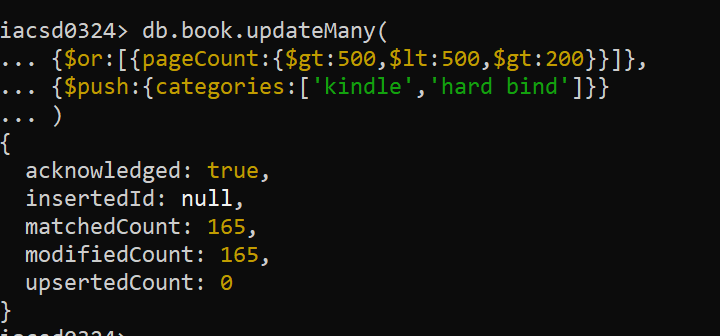 iacsd0324> db.book.updateMany(
... {$or:[{pageCount:{$gt:500,$lt:500,$gt:200}}]},
... {$push:{categories:['kindle','hard bind']}}
... )
{
  acknowledged: true,
  insertedId: null,
  matchedCount: 165,
  modifiedCount: 165,
  upsertedCount: 0
}
iacsd0324>